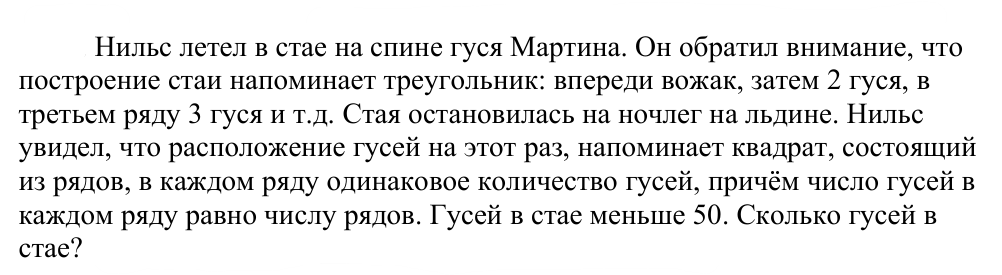 Нильс летел в стае на спине гуся Мартина. Он обратил внимание, что
построение стаи напоминает треугольник: впереди вожак, затем 2 гуся, в
третьем ряду 3 гуся и т.д. Стая остановилась на ночлег на льдине. Нильс
увидел, что расположение гусей на этот раз, напоминает квадрат, состоящий
из рядов, в каждом ряду одинаковое количество гусей, причём число гусей в
каждом ряду равно числу рядов. Гусей в стае меньше 50. Сколько гусей в
стае?